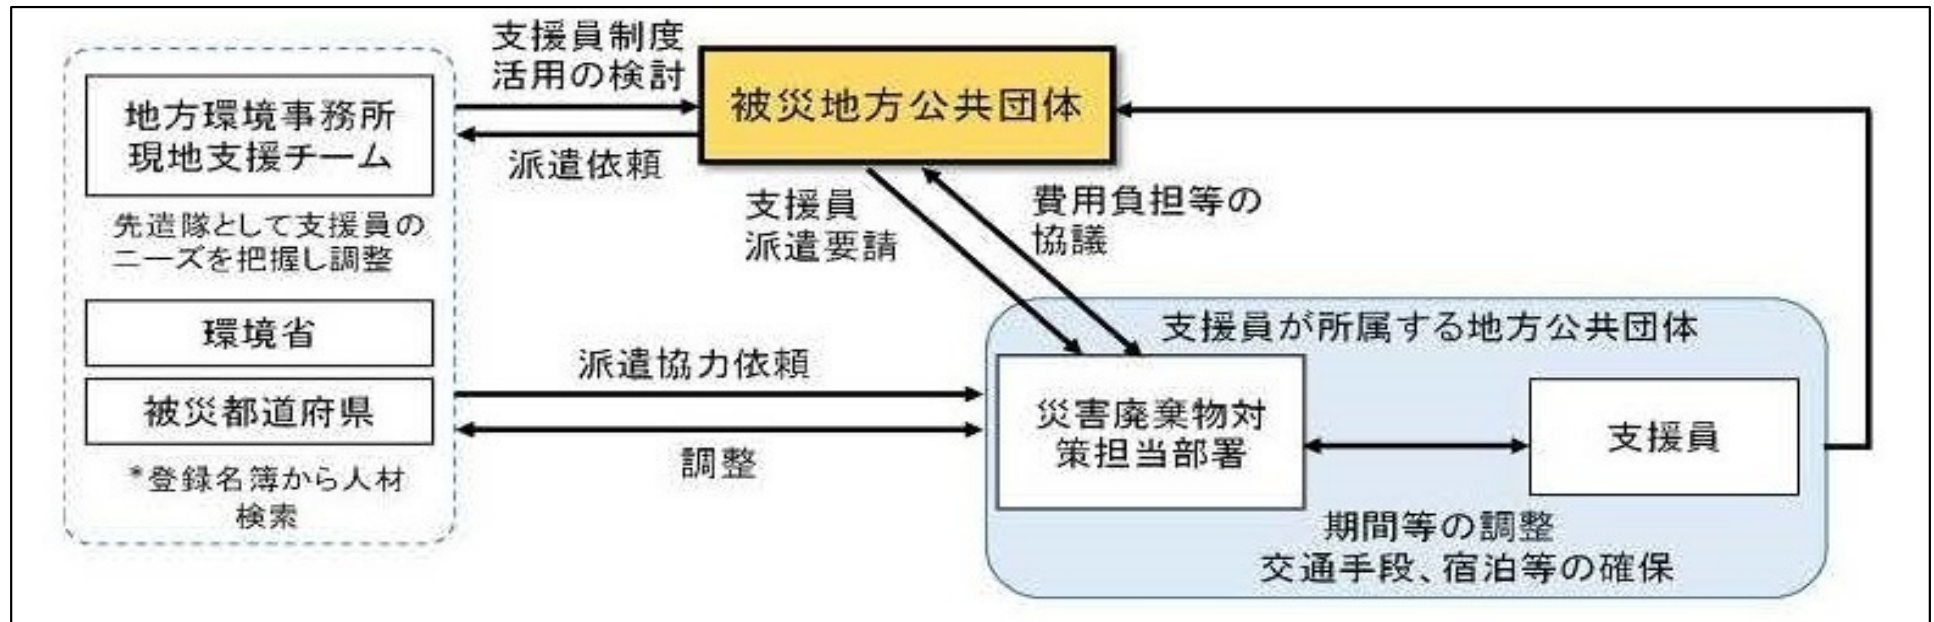 支援員制度
活用の検討
被災地方公共団体
地方環境事務所
現地支援チーム
派遣依頼
先遣隊として支援員の
ニーズを把握し調整
支援員
派遣要請
費用負担等の
協議
環境省
被災都道府県
*登録名簿から人材
検索
派遣協力依頼
調整
支援員が所属する地方公共団体
災害廃棄物対
策担当部署
支援員
期間等の調整
交通手段、宿泊等の確保